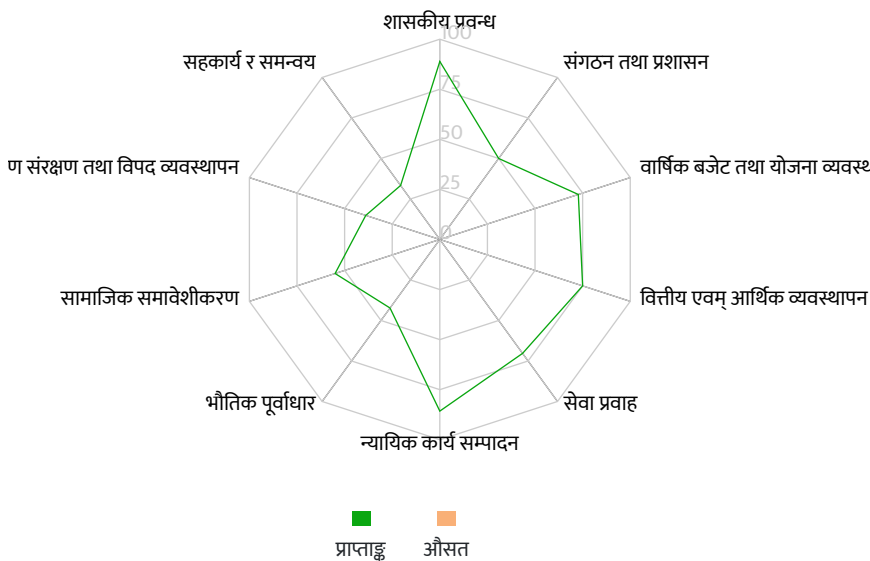 शासकीय प्रवन्ध
100
सहकार्य र समन्वय
संगठन तथा प्रशासन
75
50
ण संरक्षण तथा विपद व्यवस्थापन
वार्षिक बजेट तथा योजना व्यवस्थ
25
0
सामाजिक समावेशीकरण
वित्तीय एवम् आर्थिक व्यवस्थापन
भौतिक पूर्वाधार
सेवा प्रवाह
न्यायिक कार्य सम्पादन
प्राप्ताङ्क
औसत